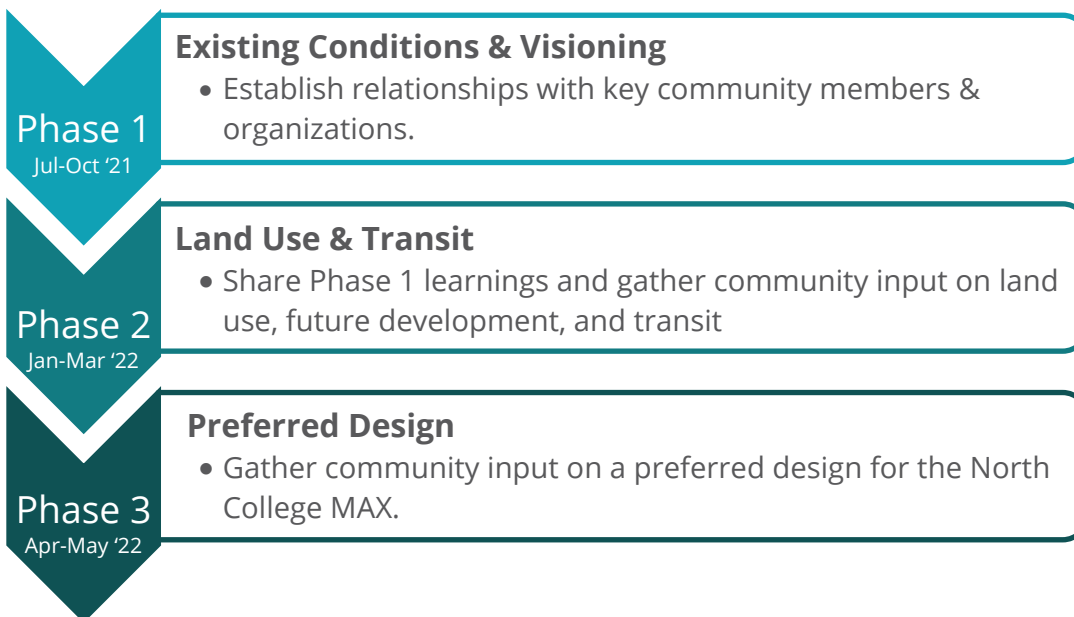 Existing Conditions & Visioning
• Establish relationships with key community members &
organizations.
Phase 1
Jul-Oct ‘21
Land Use & Transit
• Share Phase 1 learnings and gather community input on land
use, future development, and transit
Phase 2
Jan-Mar ‘22
Preferred Design
• Gather community input on a preferred design for the North
College MAX.
Phase 3
Apr-May ‘22